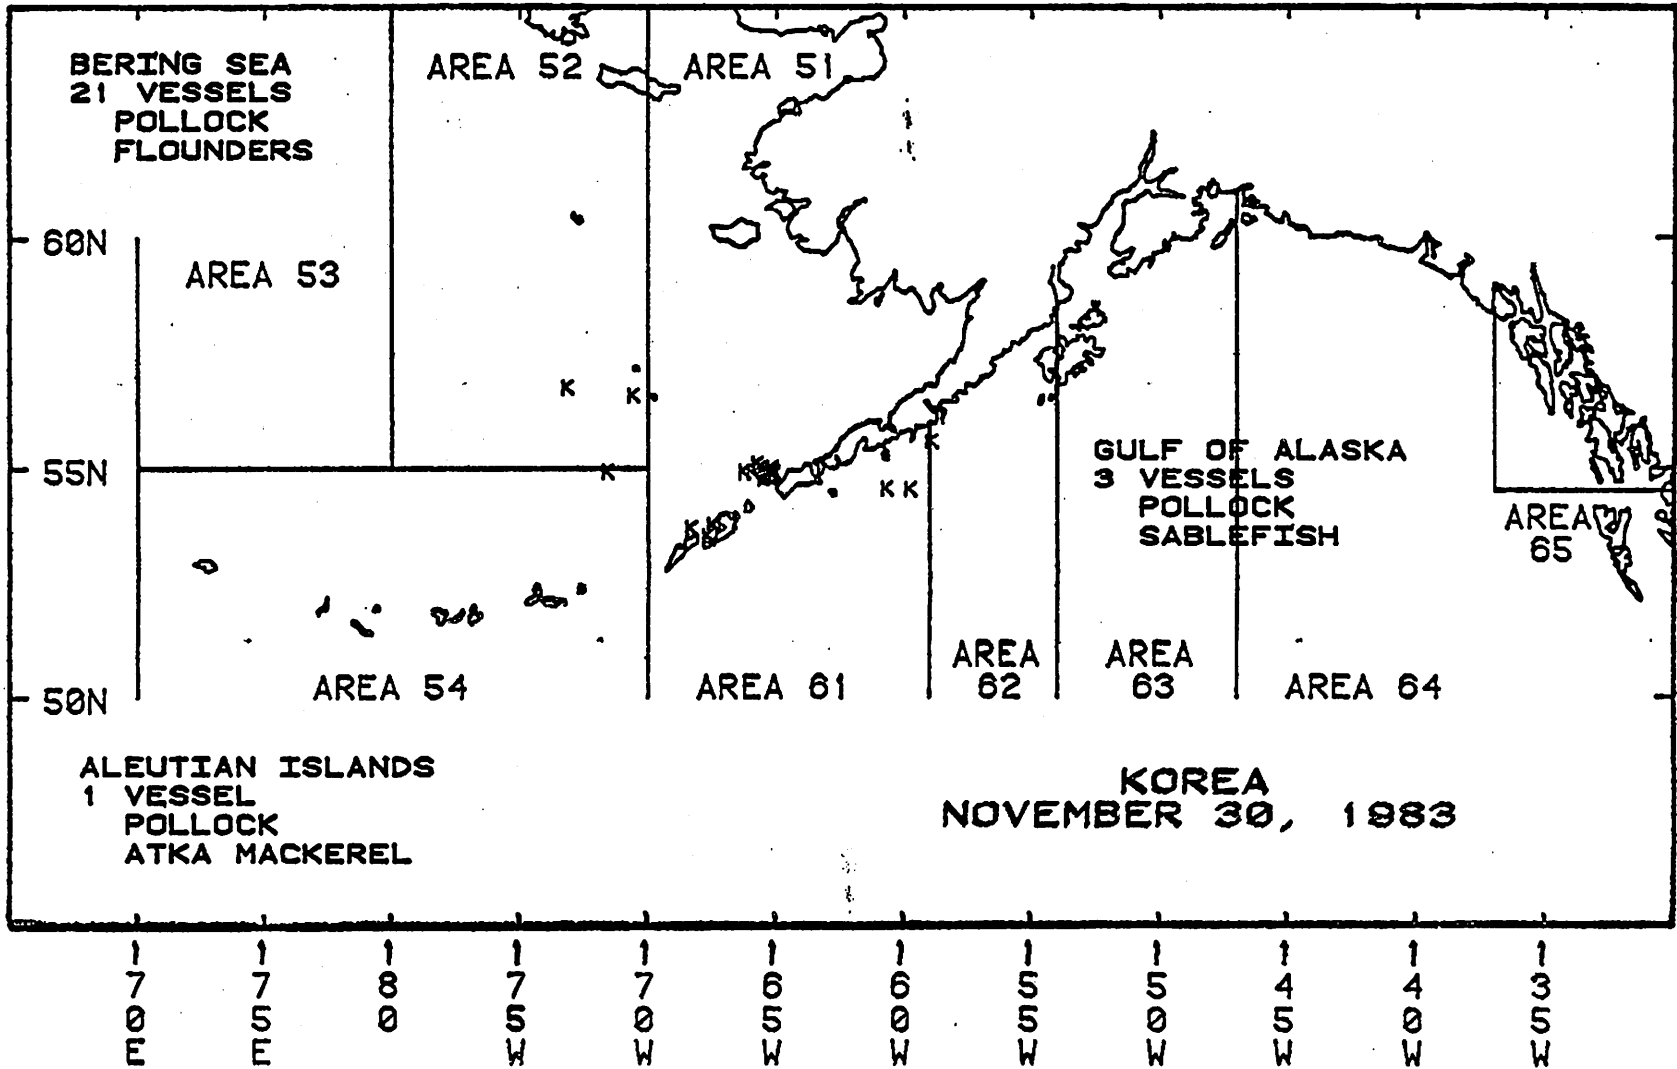 BERING SEA
21 VESSELS
POLLOCK
FLOUNDERS
AREA 52
AREA 51
60N
AREA 53
K
K
GULF OF ALASKA
3 VESSELS
POLLOCK
SABLEFISH
55N
K
K
K
K K
K
AREA
65
50N
AREA 54
AREA 61
AREA
62
AREA
63
AREA 64
ALEUTIAN ISLANDS
1 VESSEL
POLLOCK
ATKA MACKEREL
KOREA
NOVEMBER 30, 1983
170E
175E
180
175W
170W
165W
160W
155W
150W
145W
140W
135W